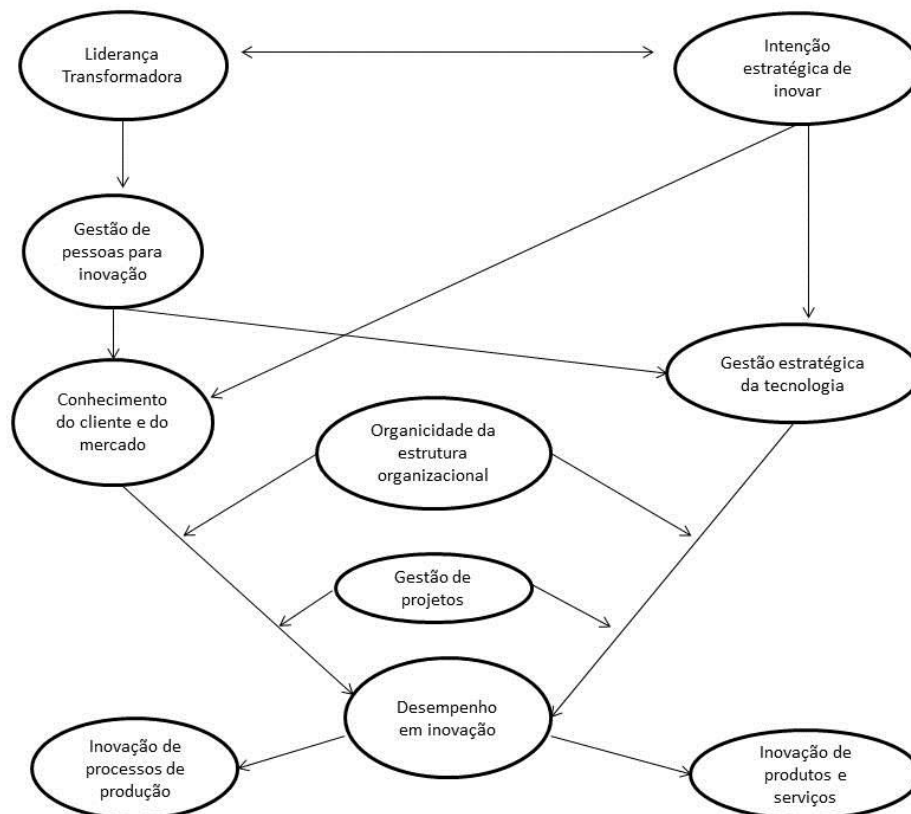 Liderança
Transformadora
Intenção
estratégica de
inovar
Gestão de
pessoas para
inovação
Conhecimento
do cliente e do
mercado
Gestão estratégica
da tecnologia
Organicidade da
estrutura
organizacional
Gestão de
projetos
Desempenho
em inovação
Inovação de
processos de
produção
Inovação de
produtos e
serviços